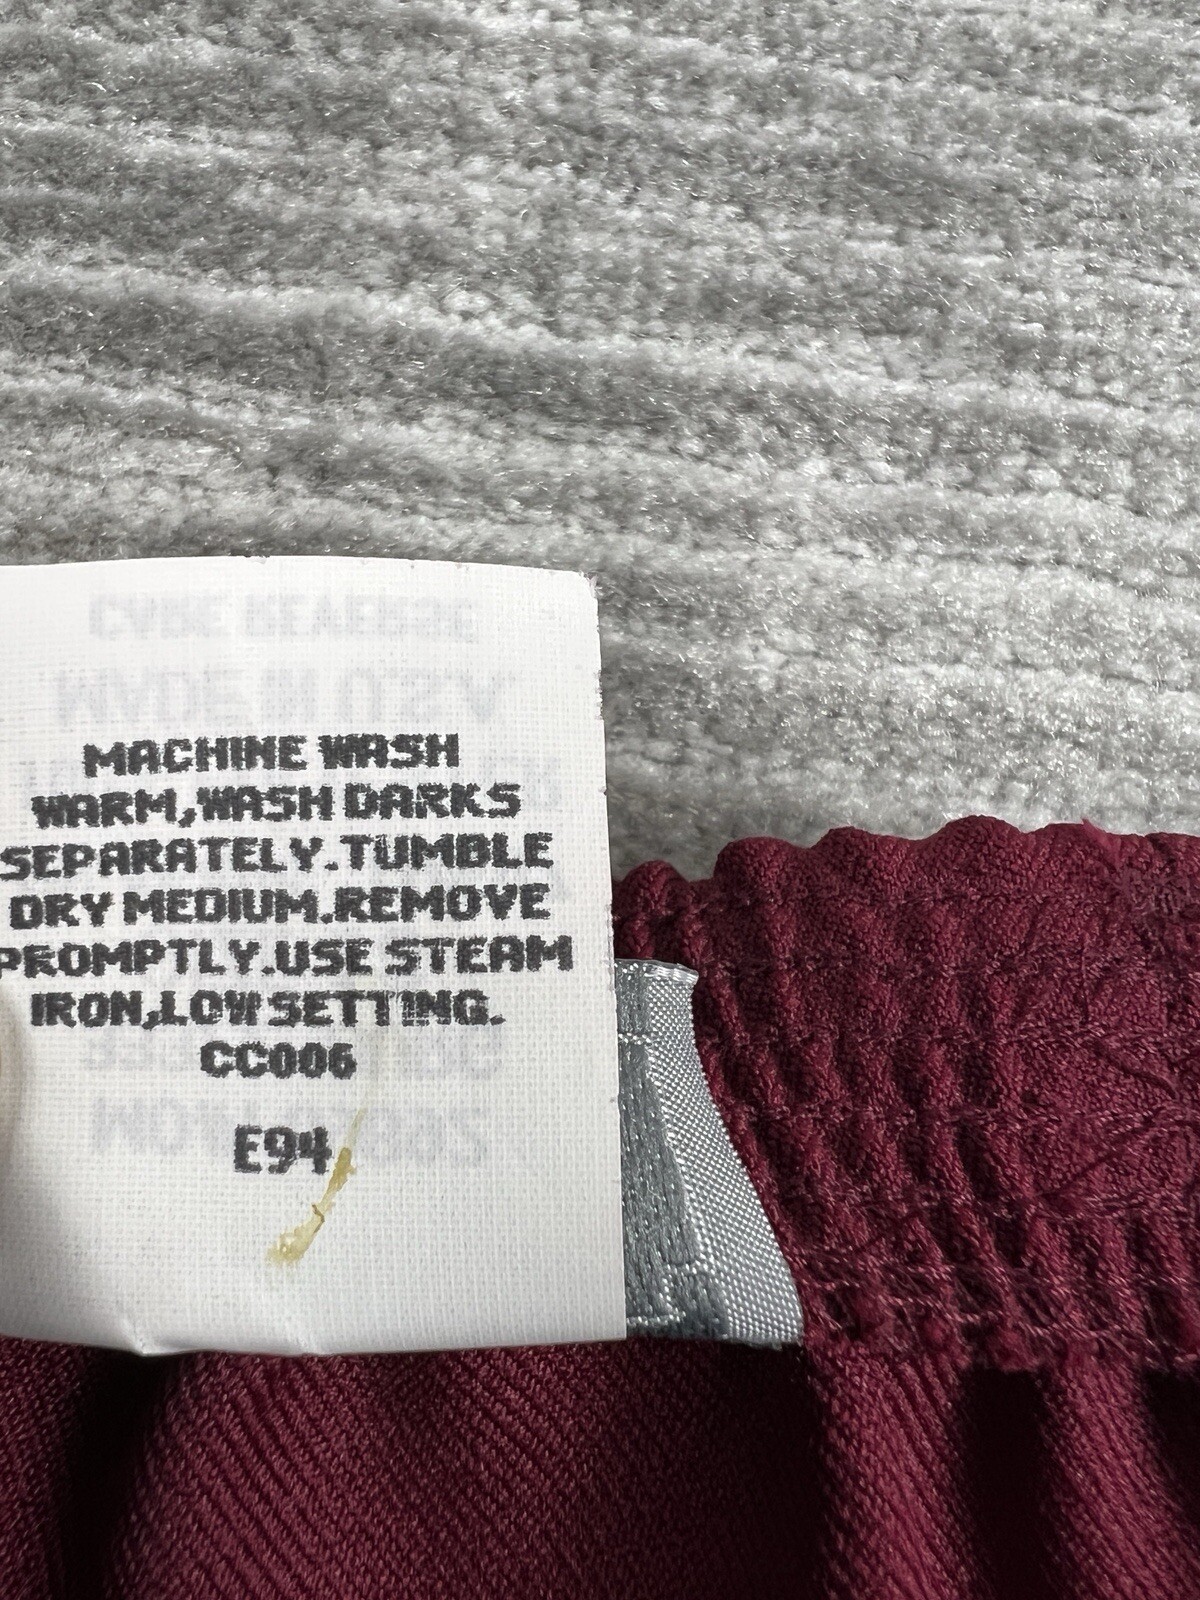 MACHINE WASH
WARM,WASH DARKS
SEPARATELY.TUMBLE
DRY MEDIUM.REMOVE
PROMPTLY.USE STEAM
IRON,LOW SETTING.
CC006
E94